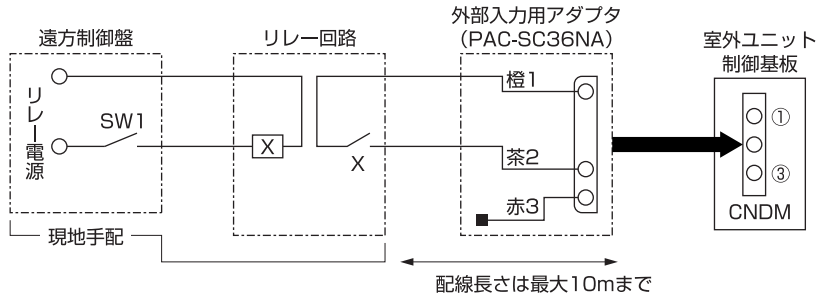 外部入力用アダプタ
（PAC-SC36NA）
遠方制御盤
リレー回路
室外ユニット
制御基板
リレー電源
SW1
X
X
橙1
茶2
赤3
①
③
CNDM
現地手配
配線長さは最大10mまで